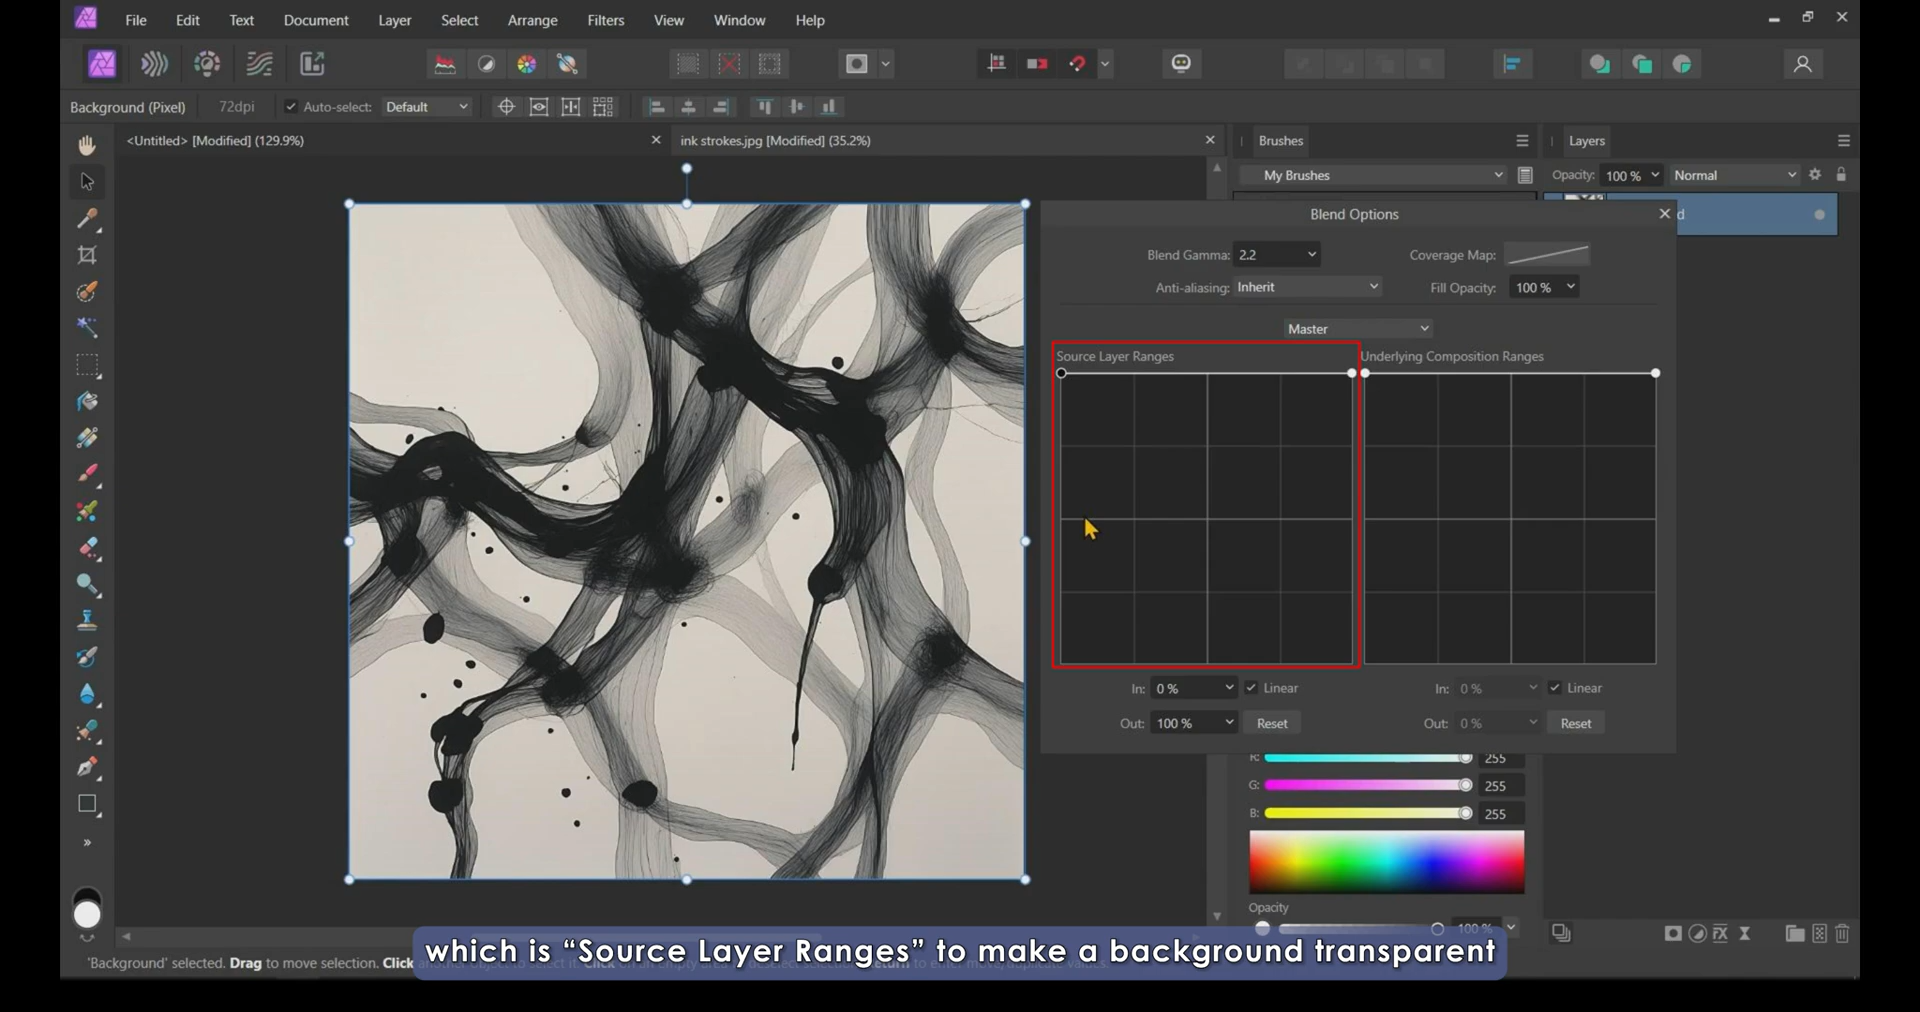 File Edit Text Document Layer Select Arrange Filters View Window Help
Background (Pixel) 72dpi Auto-select: Default
<Untitled> [Modified] (129.9%) ink strokes.jpg [Modified] (35.2%) Brushes Layers
My Brushes Opacity: 100 % Normal
Blend Options d
Blend Gamma: 2.2 Coverage Map:
Anti-aliasing: Inherit Fill Opacity: 100 %
Master
Source Layer Ranges Underlying Composition Ranges
In: 0 % Linear In: 0 % Linear
Out: 100 % Reset Out: 0 % Reset
R: 255
G: 255
B: 255
Opacity
100 %
which is “Source Layer Ranges” to make a background transparent
'Background' selected. Drag to move selection. Click